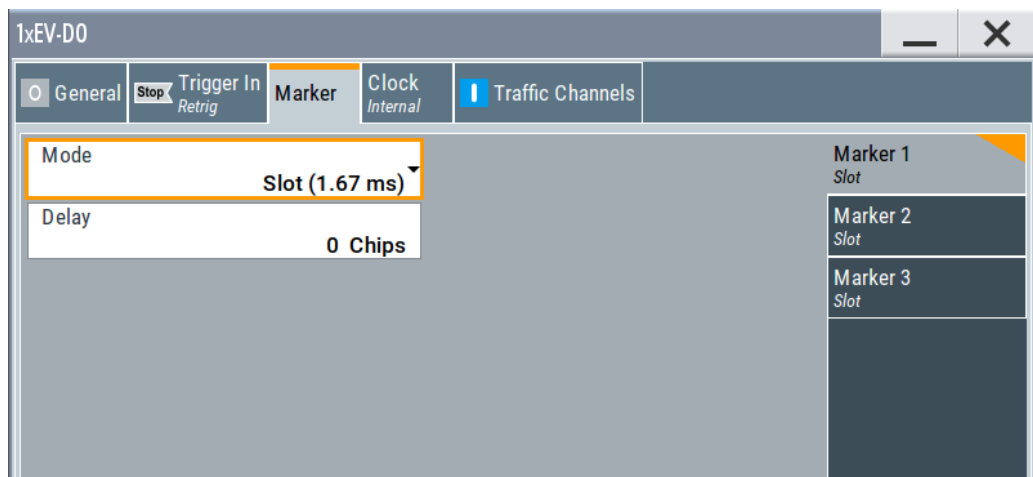 1xEV-DO
General
Stop
Trigger In
Retrig
Marker
Clock
Internal
Traffic Channels
Mode
Slot (1.67 ms)
Delay
0 Chips
Marker 1
Slot
Marker 2
Slot
Marker 3
Slot